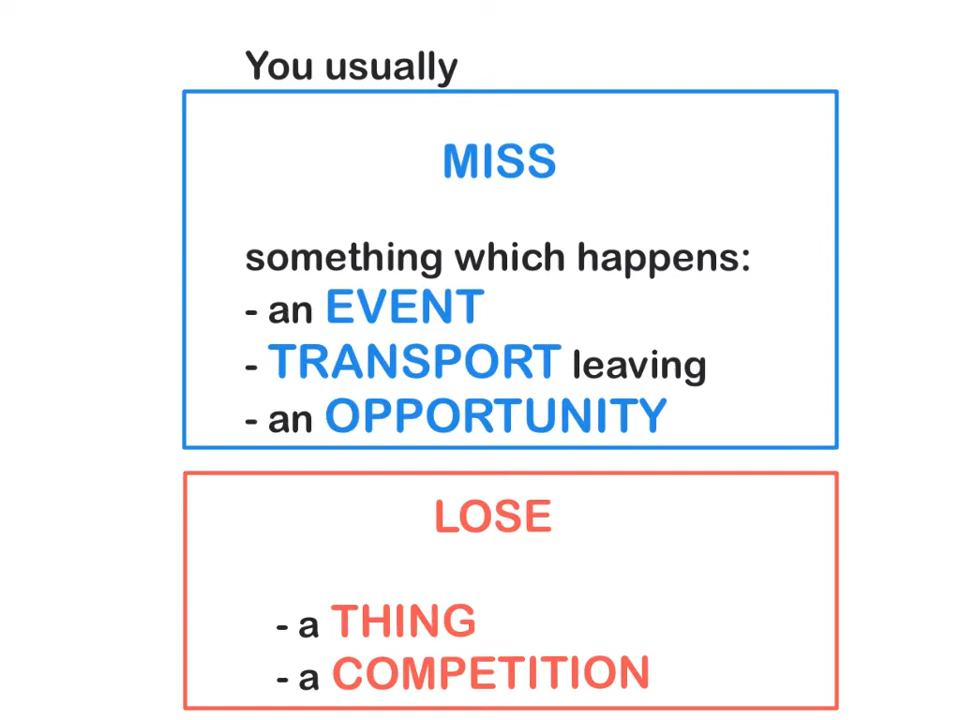 You usually
MISS
something which happens:
- an EVENT
- TRANSPORT leaving
- an OPPORTUNITY
LOSE
- a THING
- a COMPETITION